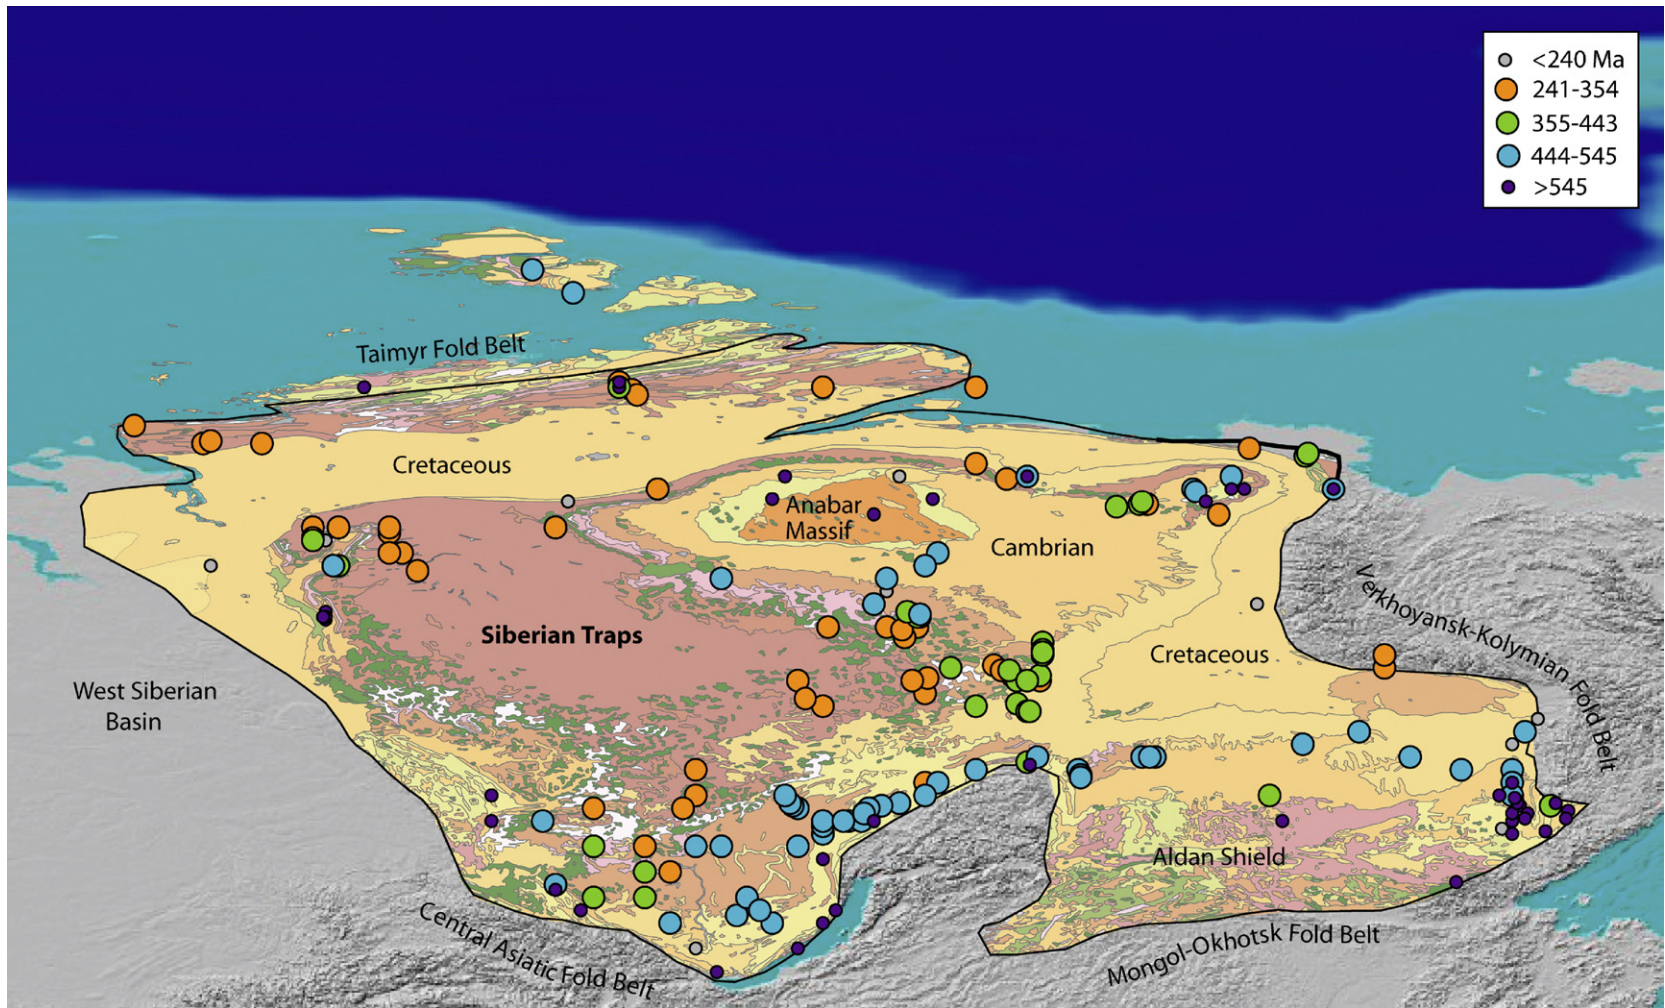 <240 Ma
241-354
355-443
444-545
>545
Taimyr Fold Belt
Cretaceous
Anabar
Massif
Cambrian
Verkhoyansk-Kolymian Fold Belt
Siberian Traps
Cretaceous
West Siberian
Basin
Aldan Shield
Central Asiatic Fold Belt
Mongol-Okhotsk Fold Belt